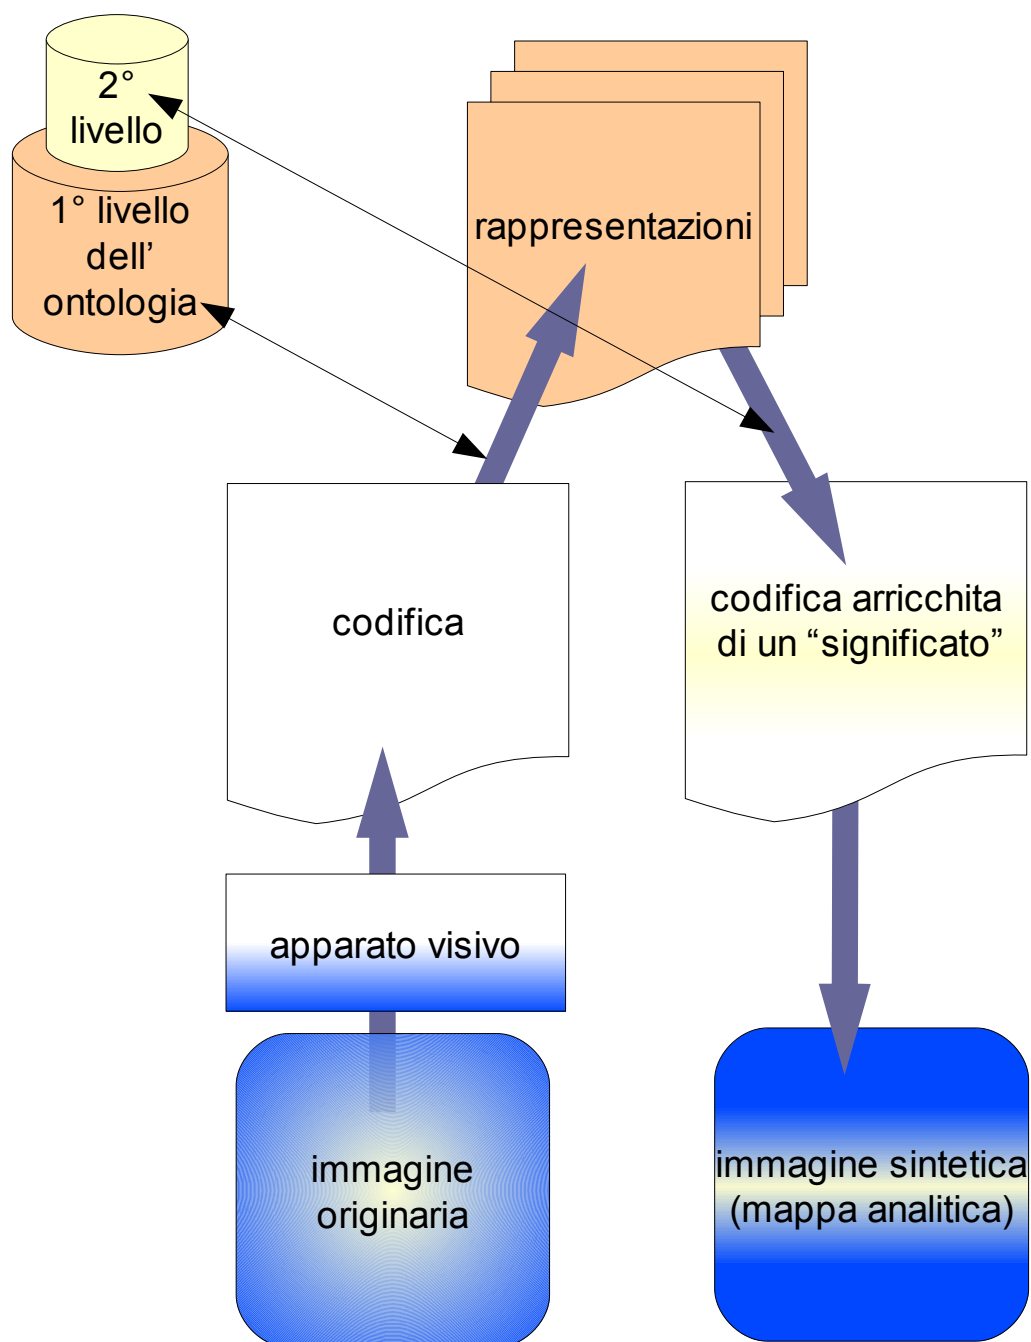 2°
livello
1° livello
dell’
ontologia
rappresentazioni
codifica
codifica arricchita
di un “significato”
apparato visivo
immagine
originaria
immagine sintetica
(mappa analitica)